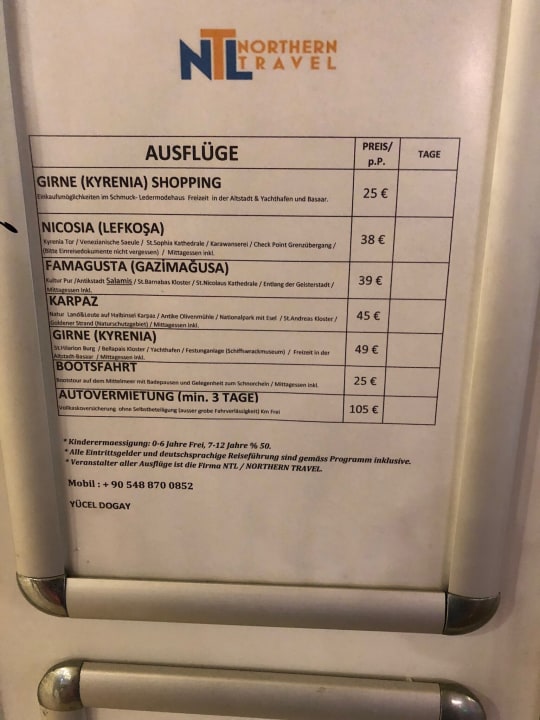 NTL NORTHERN
TRAVEL
AUSFLÜGE PREIS/ p.P. TAGE
GIRNE (KYRENIA) SHOPPING 25 €
Einkaufsmöglichkeiten im Schmuck- Ledermodehaus Freizeit in der Altstadt & Yachthafen und Basaar.
NICOSIA (LEFKOŞA) 38 €
Kyrenia Tor / Venezianische Saeule / St.Sophia Kathedrale / Karawanserei / Check Point Grenzübergang /
(Bitte Einreisedokumente nicht vergessen) / Mittagessen inkl.
FAMAGUSTA (GAZİMAĞUSA) 39 €
Kultur Pur /Antikstadt Salamis / St.Barnabas Kloster / St.Nicolaus Kathedrale / Entlang der Geisterstadt /
Mittagessen inkl.
KARPAZ 45 €
Natur Land&Leute auf Halbinsel Karpas / Antike Olivenmühle / Nationalpark mit Esel / St.Andreas Kloster /
Goldener Strand (Naturschutzgebiet) / Mittagessen inkl.
GIRNE (KYRENIA) 49 €
St.Hilarion Burg / Bellapais Kloster / Yachthafen / Festunganlage (Schiffswrackmuseum) / Freizeit in der
Altstadt-Basaar / Mittagessen inkl.
BOOTSFAHRT 25 €
Bootstour auf dem Mittelmeer mit Badepausen und Gelegenheit zum Schnorcheln / Mittagessen inkl.
AUTOVERMIETUNG (min. 3 TAGE) 105 €
Vollkaskoversicherung ohne Selbstbeteiligung (ausser grobe Fahrverlässigkeit) Km Frei
* Kinderermaessigung: 0-6 Jahre Frei, 7-12 Jahre % 50.
* Alle Eintrittsgelder und deutschsprachige Reiseführung sind gemäss Programm inklusive.
* Veranstalter aller Ausflüge ist die Firma NTL / NORTHERN TRAVEL.
Mobil : + 90 548 870 0852
YÜCEL DOGAY